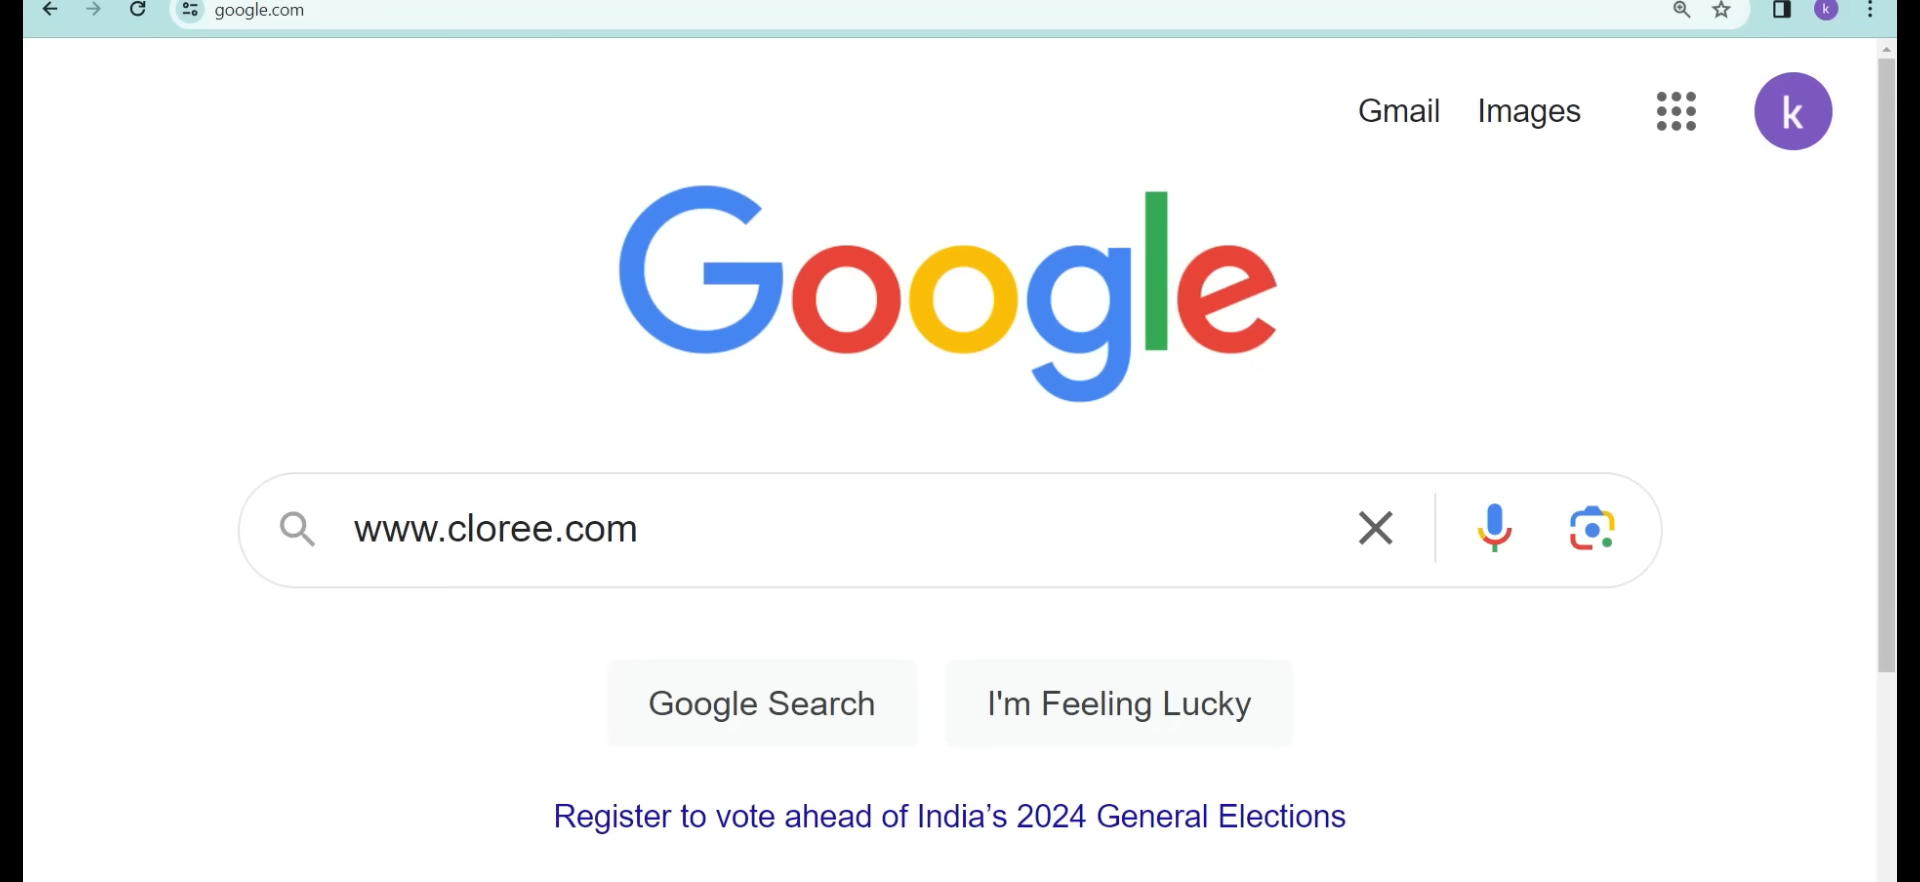 google.com
k
Gmail Images
k
Google
www.cloree.com
Google Search I'm Feeling Lucky
Register to vote ahead of India’s 2024 General Elections